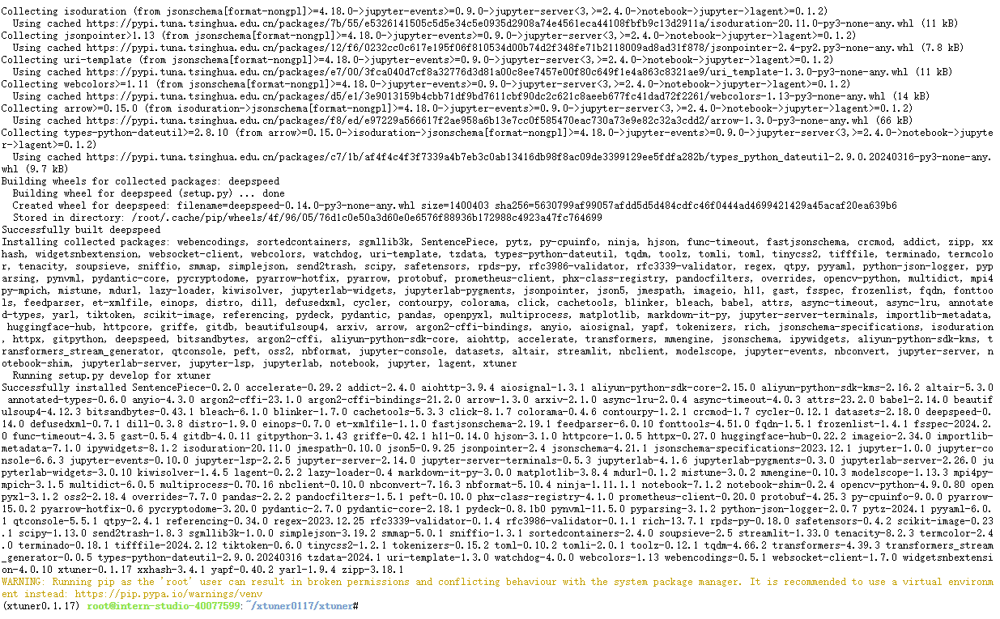 Collecting isoduration (from jsonschema[format-nongpl]>=4.18.0->jupyter-events>=0.9.0->jupyter-server<3,>=2.4.0->notebook->jupyter->lagent>=0.1.2)
  Using cached https://pypi.tuna.tsinghua.edu.cn/packages/7b/55/e5326141505c5d5e34c5e0935d2908a74e4561eca44108fbfb9c13d2911a/isoduration-20.11.0-py3-none-any.whl (11 kB)
Collecting jsonpointer>1.13 (from jsonschema[format-nongpl]>=4.18.0->jupyter-events>=0.9.0->jupyter-server<3,>=2.4.0->notebook->jupyter->lagent>=0.1.2)
  Using cached https://pypi.tuna.tsinghua.edu.cn/packages/12/f6/0232cc0c617e195f06f810534d00b74d2f348fe71b2118009ad8ad31f878/jsonpointer-2.4-py2.py3-none-any.whl (7.8 kB)
Collecting uri-template (from jsonschema[format-nongpl]>=4.18.0->jupyter-events>=0.9.0->jupyter-server<3,>=2.4.0->notebook->jupyter->lagent>=0.1.2)
  Using cached https://pypi.tuna.tsinghua.edu.cn/packages/e7/00/3fca040d7cf8a32776d3d81a00c8ee7457e00f80c649f1e4a863c8321ae9/uri_template-1.3.0-py3-none-any.whl (11 kB)
Collecting webcolors>=1.11 (from jsonschema[format-nongpl]>=4.18.0->jupyter-events>=0.9.0->jupyter-server<3,>=2.4.0->notebook->jupyter->lagent>=0.1.2)
  Using cached https://pypi.tuna.tsinghua.edu.cn/packages/d5/e1/3e9013159b4cbb71df9bd7611cbf90dc2c621c8aeeb677fc41dad72f2261/webcolors-1.13-py3-none-any.whl (14 kB)
Collecting arrow>=0.15.0 (from isoduration->jsonschema[format-nongpl]>=4.18.0->jupyter-events>=0.9.0->jupyter-server<3,>=2.4.0->notebook->jupyter->lagent>=0.1.2)
  Using cached https://pypi.tuna.tsinghua.edu.cn/packages/f8/ed/e97229a566617f2ae958a6b13e7cc0f585470eac730a73e9e82c32a3cdd2/arrow-1.3.0-py3-none-any.whl (66 kB)
Collecting types-python-dateutil>=2.8.10 (from arrow>=0.15.0->isoduration->jsonschema[format-nongpl]>=4.18.0->jupyter-events>=0.9.0->jupyter-server<3,>=2.4.0->notebook->jupyte
r->lagent>=0.1.2)
  Using cached https://pypi.tuna.tsinghua.edu.cn/packages/c7/1b/af4f4c4f3f7339a4b7eb3c0ab13416db98f8ac09de3399129ee5fdfa282b/types_python_dateutil-2.9.0.20240316-py3-none-any.
whl (9.7 kB)
Building wheels for collected packages: deepspeed
  Building wheel for deepspeed (setup.py) ... done
  Created wheel for deepspeed: filename=deepspeed-0.14.0-py3-none-any.whl size=1400403 sha256=5630799af99057afdd5d5d484cdfc46f0444ad4699421429a45acaf20ea639b6
  Stored in directory: /root/.cache/pip/wheels/4f/96/05/76d1c0e50a3d60e0e6576f88936b172988c4923a47fc764699
Successfully built deepspeed
Installing collected packages: webencodings, sortedcontainers, sgmllib3k, SentencePiece, pytz, py-cpuinfo, ninja, hjson, func-timeout, fastjsonschema, crcmod, addict, zipp, xx
hash, widgetsnbextension, websocket-client, webcolors, watchdog, uri-template, tzdata, types-python-dateutil, tqdm, toolz, tomli, toml, tinycss2, tifffile, terminado, termcolo
r, tenacity, soupsieve, sniffio, smmap, simplejson, send2trash, scipy, safetensors, rpds-py, rfc3986-validator, rfc3339-validator, regex, qtpy, pyyaml, python-json-logger, pyp
arsing, pynvml, pydantic-core, pycryptodome, pyarrow-hotfix, pyarrow, protobuf, prometheus-client, phx-class-registry, pandocfilters, overrides, opencv-python, multidict, mpi4
py-mpich, mistune, mdurl, lazy-loader, kiwisolver, jupyterlab-widgets, jupyterlab-pygments, jsonpointer, json5, jmespath, imageio, h11, gast, fsspec, frozenlist, fqdn, fonttoo
ls, feedparser, et-xmlfile, einops, distro, dill, defusedxml, cycler, contourpy, colorama, click, cachetools, blinker, bleach, babel, attrs, async-timeout, async-lru, annotate
d-types, yarl, tiktoken, scikit-image, referencing, pydeck, pydantic, pandas, openpyxl, multiprocess, matplotlib, markdown-it-py, jupyter-server-terminals, importlib-metadata,
 huggingface-hub, httpcore, griffe, gitdb, beautifulsoup4, arxiv, arrow, argon2-cffi-bindings, anyio, aiosignal, yapf, tokenizers, rich, jsonschema-specifications, isoduration
, httpx, gitpython, deepspeed, bitsandbytes, argon2-cffi, aliyun-python-sdk-core, aiohttp, accelerate, transformers, mmengine, jsonschema, ipywidgets, aliyun-python-sdk-kms, t
ransformers_stream_generator, qtconsole, peft, oss2, nbformat, jupyter-console, datasets, altair, streamlit, nbclient, modelscope, jupyter-events, nbconvert, jupyter-server, n
otebook-shim, jupyterlab-server, jupyter-lsp, jupyterlab, notebook, jupyter, lagent, xtuner
  Running setup.py develop for xtuner
Successfully installed SentencePiece-0.2.0 accelerate-0.29.2 addict-2.4.0 aiohttp-3.9.4 aiosignal-1.3.1 aliyun-python-sdk-core-2.15.0 aliyun-python-sdk-kms-2.16.2 altair-5.3.0
 annotated-types-0.6.0 anyio-4.3.0 argon2-cffi-23.1.0 argon2-cffi-bindings-21.2.0 arrow-1.3.0 arxiv-2.1.0 async-lru-2.0.4 async-timeout-4.0.3 attrs-23.2.0 babel-2.14.0 beautif
ulsoup4-4.12.3 bitsandbytes-0.43.1 bleach-6.1.0 blinker-1.7.0 cachetools-5.3.3 click-8.1.7 colorama-0.4.6 contourpy-1.2.1 crcmod-1.7 cycler-0.12.1 datasets-2.18.0 deepspeed-0.
14.0 defusedxml-0.7.1 dill-0.3.8 distro-1.9.0 einops-0.7.0 et-xmlfile-1.1.0 fastjsonschema-2.19.1 feedparser-6.0.10 fonttools-4.51.0 fqdn-1.5.1 frozenlist-1.4.1 fsspec-2024.2.
0 func-timeout-4.3.5 gast-0.5.4 gitdb-4.0.11 gitpython-3.1.43 griffe-0.42.1 h11-0.14.0 hjson-3.1.0 httpcore-1.0.5 httpx-0.27.0 huggingface-hub-0.22.2 imageio-2.34.0 importlib-
metadata-7.1.0 ipywidgets-8.1.2 isoduration-20.11.0 jmespath-0.10.0 json5-0.9.25 jsonpointer-2.4 jsonschema-4.21.1 jsonschema-specifications-2023.12.1 jupyter-1.0.0 jupyter-co
nsole-6.6.3 jupyter-events-0.10.0 jupyter-lsp-2.2.5 jupyter-server-2.14.0 jupyter-server-terminals-0.5.3 jupyterlab-4.1.6 jupyterlab-pygments-0.3.0 jupyterlab-server-2.26.0 ju
pyterlab-widgets-3.0.10 kiwisolver-1.4.5 lagent-0.2.2 lazy-loader-0.4 markdown-it-py-3.0.0 matplotlib-3.8.4 mdurl-0.1.2 mistune-3.0.2 mmengine-0.10.3 modelscope-1.13.3 mpi4py-
mpich-3.1.5 multidict-6.0.5 multiprocess-0.70.16 nbclient-0.10.0 nbconvert-7.16.3 nbformat-5.10.4 ninja-1.11.1.1 notebook-7.1.2 notebook-shim-0.2.4 opencv-python-4.9.0.80 open
pyxl-3.1.2 oss2-2.18.4 overrides-7.7.0 pandas-2.2.2 pandocfilters-1.5.1 peft-0.10.0 phx-class-registry-4.1.0 prometheus-client-0.20.0 protobuf-4.25.3 py-cpuinfo-9.0.0 pyarrow-
15.0.2 pyarrow-hotfix-0.6 pycryptodome-3.20.0 pydantic-2.7.0 pydantic-core-2.18.1 pydeck-0.8.1b0 pynvml-11.5.0 pyparsing-3.1.2 python-json-logger-2.0.7 pytz-2024.1 pyyaml-6.0.
1 qtconsole-5.5.1 qtpy-2.4.1 referencing-0.34.0 regex-2023.12.25 rfc3339-validator-0.1.4 rfc3986-validator-0.1.1 rich-13.7.1 rpds-py-0.18.0 safetensors-0.4.2 scikit-image-0.23
.1 scipy-1.13.0 send2trash-1.8.3 sgmllib3k-1.0.0 simplejson-3.19.2 smmap-5.0.1 sniffio-1.3.1 sortedcontainers-2.4.0 soupsieve-2.5 streamlit-1.33.0 tenacity-8.2.3 termcolor-2.4
.0 terminado-0.18.1 tifffile-2024.2.12 tiktoken-0.6.0 tinycss2-1.2.1 tokenizers-0.15.2 toml-0.10.2 tomli-2.0.1 toolz-0.12.1 tqdm-4.66.2 transformers-4.39.3 transformers_stream
_generator-0.0.5 types-python-dateutil-2.9.0.20240316 tzdata-2024.1 uri-template-1.3.0 watchdog-4.0.0 webcolors-1.13 webencodings-0.5.1 websocket-client-1.7.0 widgetsnbextensi
on-4.0.10 xtuner-0.1.17 xxhash-3.4.1 yapf-0.40.2 yarl-1.9.4 zipp-3.18.1
WARNING: Running pip as the 'root' user can result in broken permissions and conflicting behaviour with the system package manager. It is recommended to use a virtual environm
ent instead: https://pip.pypa.io/warnings/venv
(xtuner0.1.17) root@intern-studio-40077599:~/xtuner0117/xtuner#